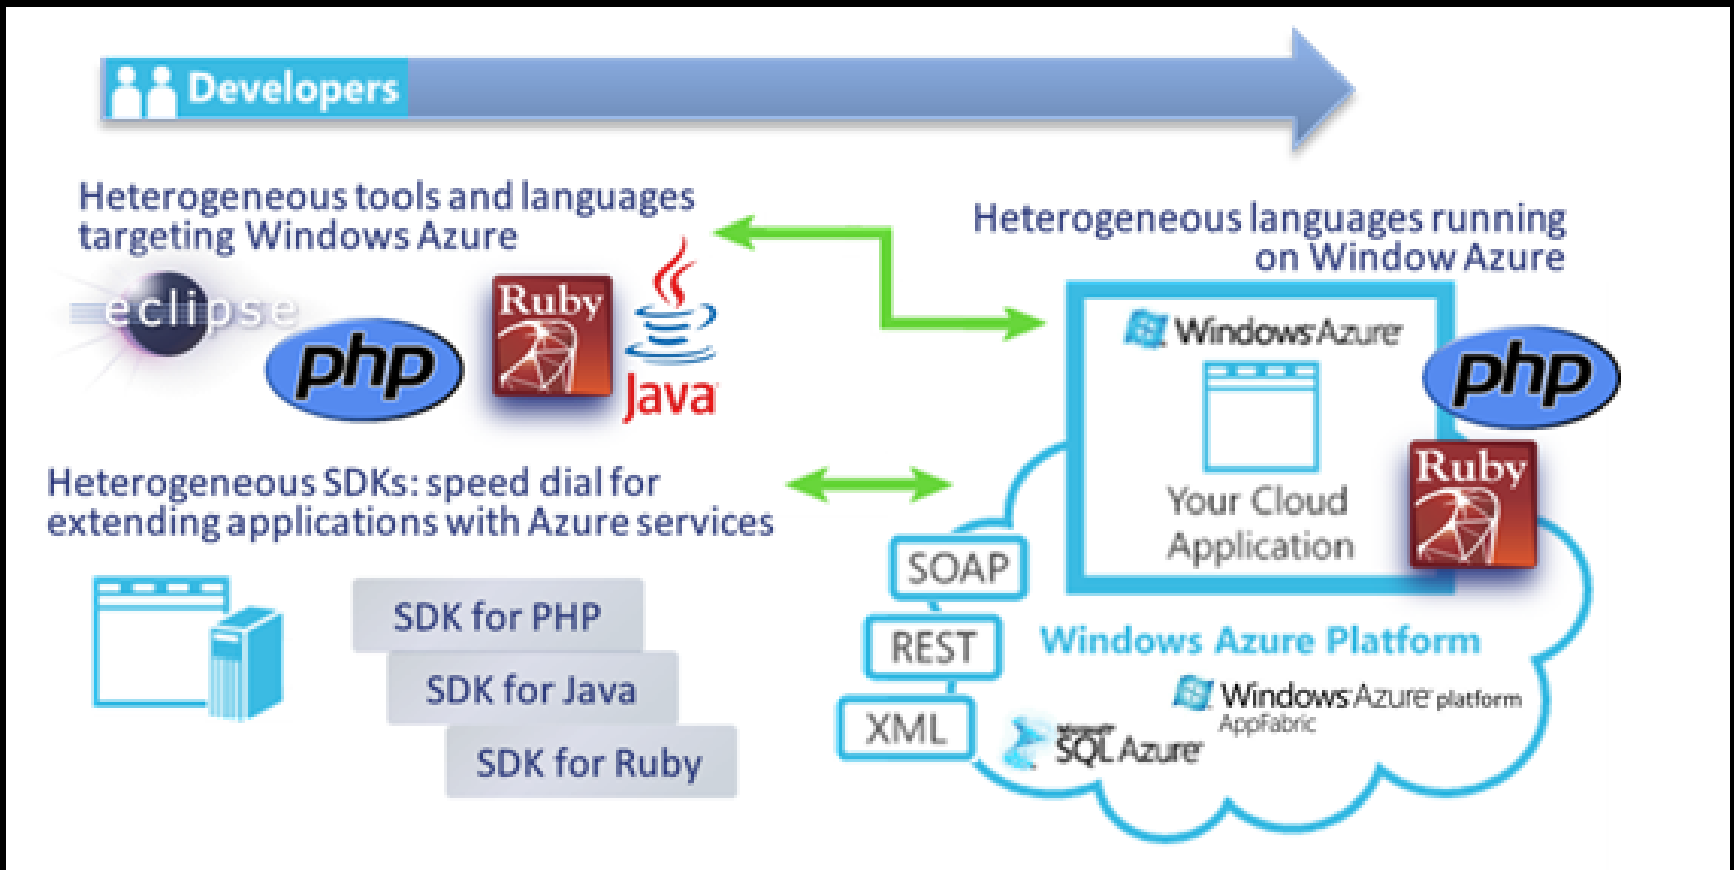 Developers
Heterogeneous tools and languages
targeting Windows Azure
eclipse
php
Ruby
Java
Heterogeneous languages running
on Window Azure
Windows Azure
php
Ruby
Your Cloud
Application
Heterogeneous SDKs: speed dial for
extending applications with Azure services
SDK for PHP
SDK for Java
SDK for Ruby
SOAP
REST
XML
Windows Azure Platform
Windows Azure platform
AppFabric
Microsoft
SQL Azure